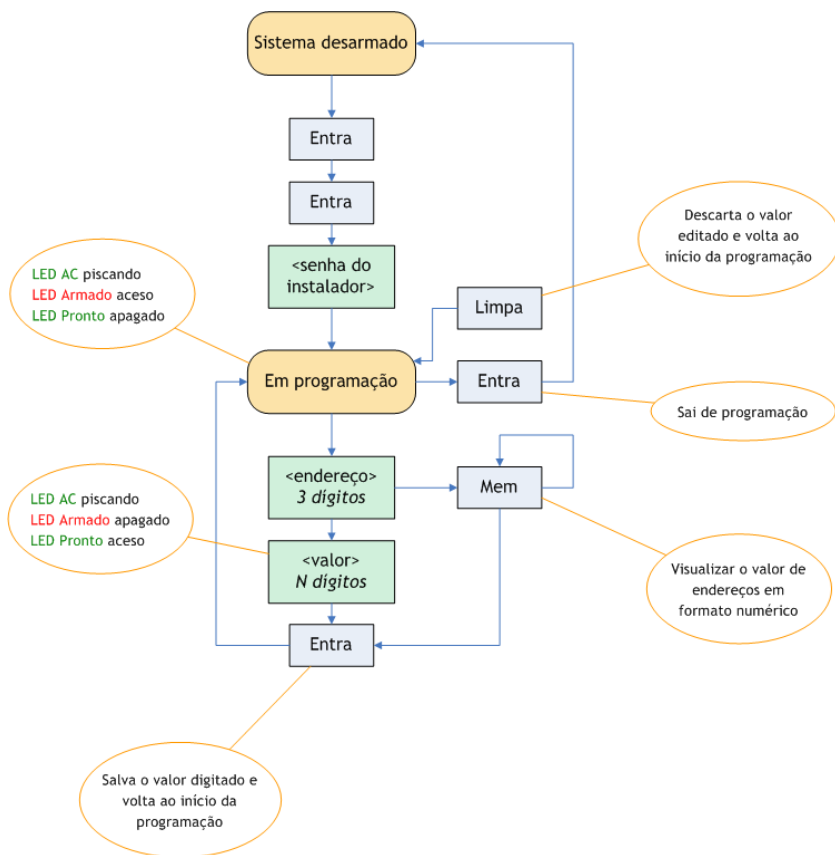 Sistema desarmado
Entra
Entra
Descarta o valor
editado e volta ao
início da programação
<senha do
instalador>
LED AC piscando
LED Armado aceso
LED Pronto apagado
Limpa
Em programação
Entra
Sai de programação
<endereço>
3 dígitos
Mem
LED AC piscando
LED Armado apagado
LED Pronto aceso
<valor>
N dígitos
Visualizar o valor de
endereços em
formato numérico
Entra
Salva o valor digitado e
volta ao início da
programação